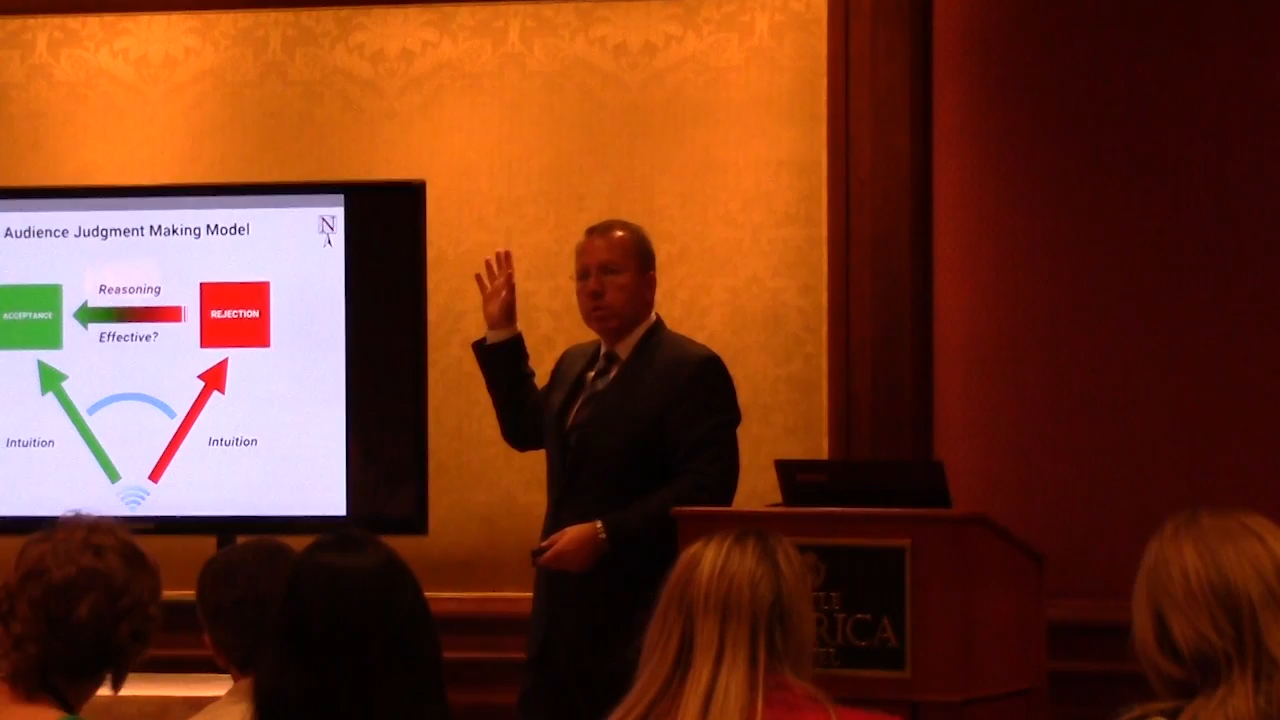 Audience Judgment Making Model
N
Reasoning
ACCEPTANCE
REJECTION
Effective?
Intuition
Intuition